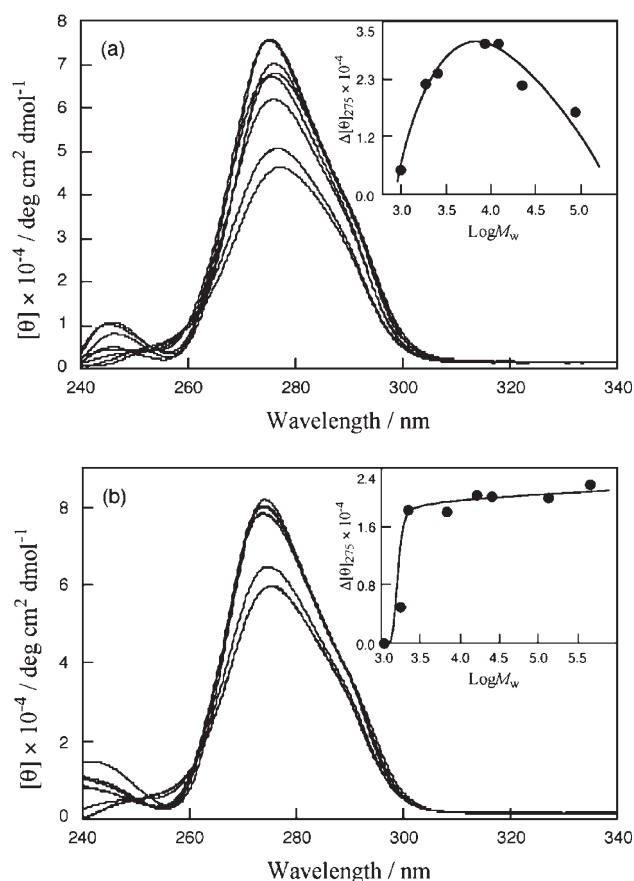 (a)
[θ] × 10⁻⁴ / deg cm² dmol⁻¹
8
7
6
5
4
3
2
1
0
240 260 280 300 320 340
Wavelength / nm
Δ[θ]₂₇₅ × 10⁻⁴
3.5
2.3
1.2
0.0
3.0 3.5 4.0 4.5 5.0
LogM_w
(b)
[θ] × 10⁻⁴ / deg cm² dmol⁻¹
8
6
4
2
0
240 260 280 300 320 340
Wavelength / nm
Δ[θ]₂₇₅ × 10⁻⁴
2.4
1.6
0.8
0.0
3.0 3.5 4.0 4.5 5.0 5.5
LogM_w